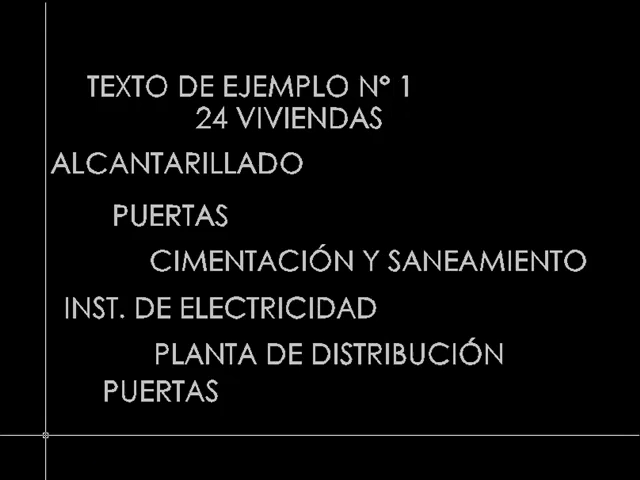 TEXTO DE EJEMPLO Nº 1
24 VIVIENDAS
ALCANTARILLADO
PUERTAS
CIMENTACIÓN Y SANEAMIENTO
INST. DE ELECTRICIDAD
PLANTA DE DISTRIBUCIÓN
PUERTAS